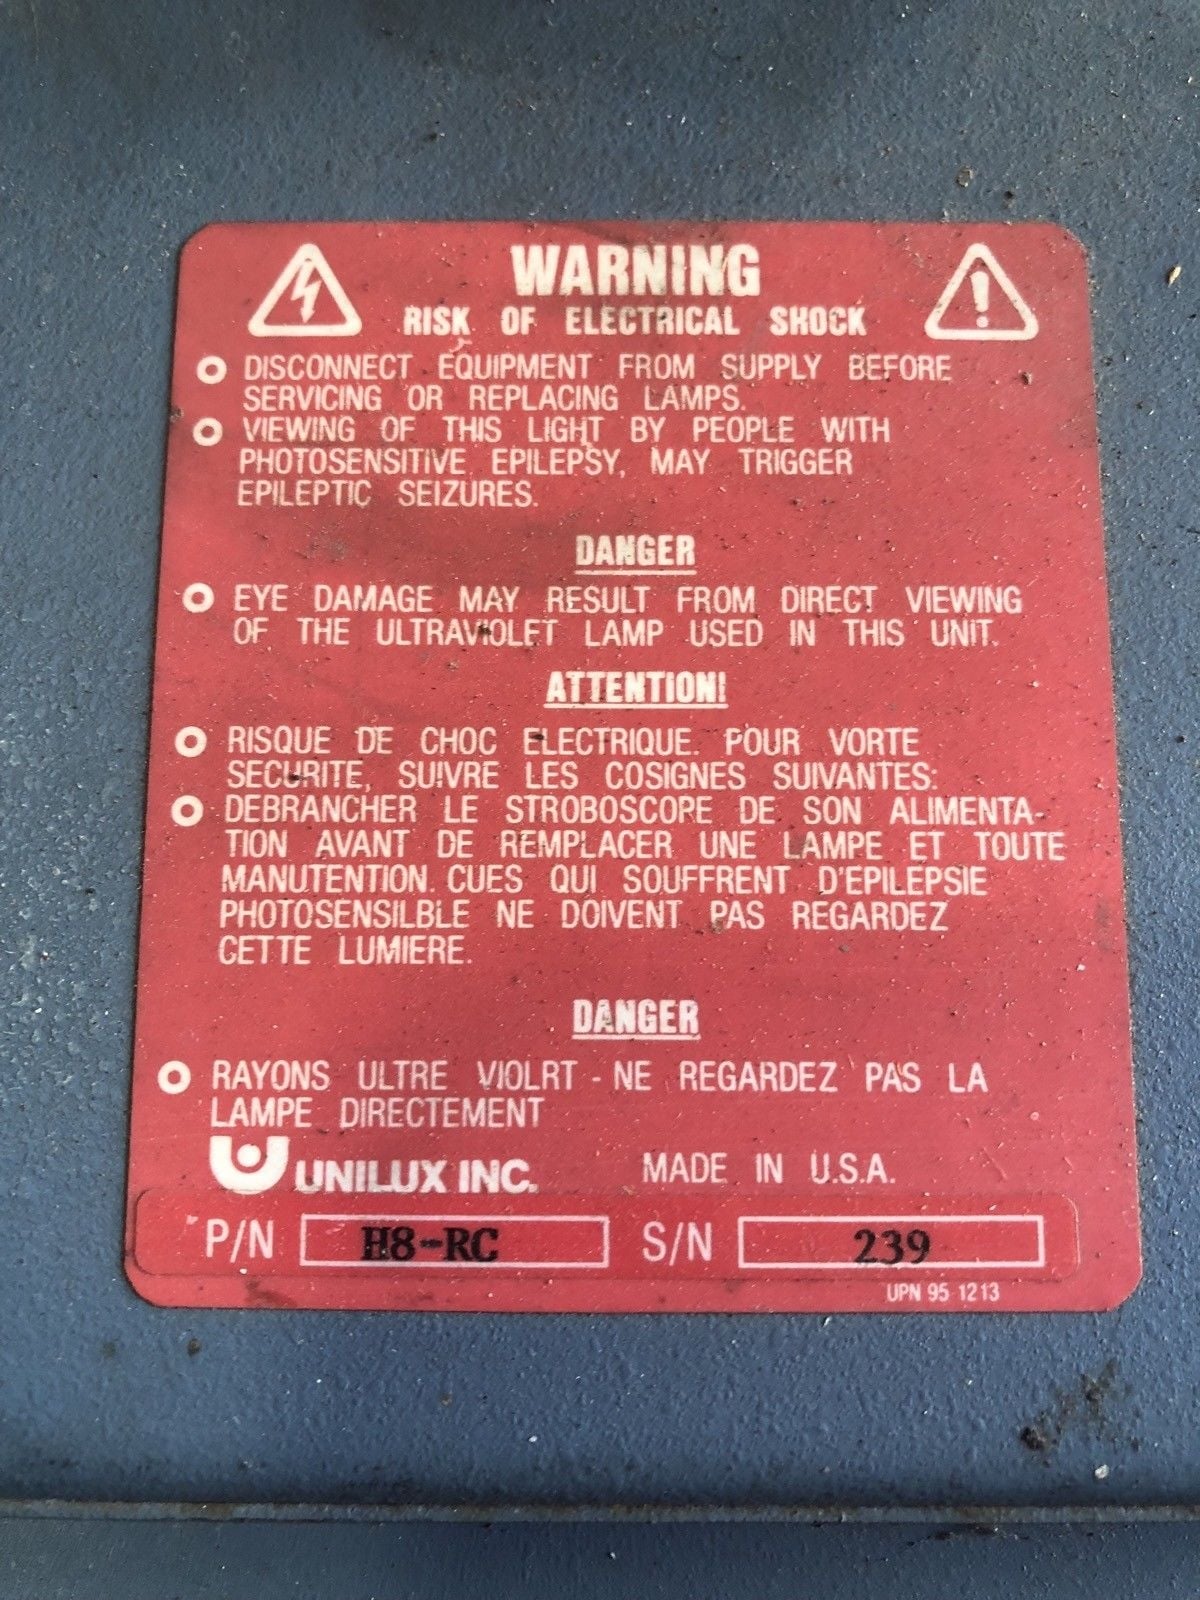 WARNING
RISK OF ELECTRICAL SHOCK
DISCONNECT EQUIPMENT FROM SUPPLY BEFORE
SERVICING OR REPLACING LAMPS.
VIEWING OF THIS LIGHT BY PEOPLE WITH
PHOTOSENSITIVE EPILEPSY, MAY TRIGGER
EPILEPTIC SEIZURES.
DANGER
EYE DAMAGE MAY RESULT FROM DIRECT VIEWING
OF THE ULTRAVIOLET LAMP USED IN THIS UNIT.
ATTENTION!
RISQUE DE CHOC ELECTRIQUE. POUR VORTE
SECURITE, SUIVRE LES COSIGNES SUIVANTES:
DEBRANCHER LE STROBOSCOPE DE SON ALIMENTA-
TION AVANT DE REMPLACER UNE LAMPE ET TOUTE
MANUTENTION. CUES QUI SOUFFRENT D'EPILEPSIE
PHOTOSENSILBLE NE DOIVENT PAS REGARDEZ
CETTE LUMIERE.
DANGER
RAYONS ULTRE VIOLRT - NE REGARDEZ PAS LA
LAMPE DIRECTEMENT
UNILUX INC. MADE IN U.S.A.
P/N H8-RC S/N 239
UPN 95 1213